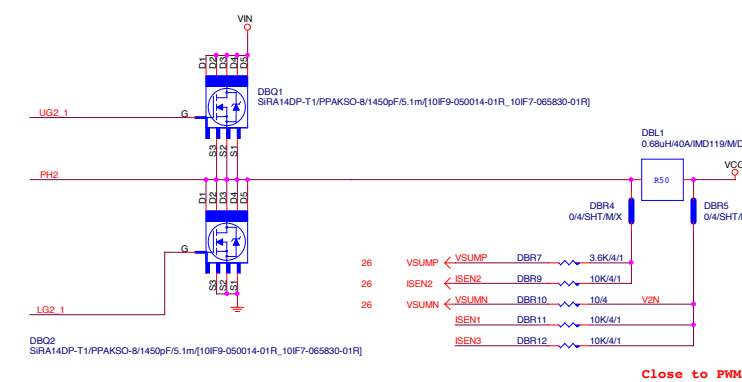 VIN
D1 D2 D3 D4 D5
DBQ1
SiRA14DP-T1/PPAKSO-8/1450pF/5.1m/[10IF9-050014-01R_10IF7-065830-01R]
UG2_1
G
S3 S2 S1
DBL1
0.68uH/40A/IMD119/M/D
VCC
PH2
R50
D1 D2 D3 D4 D5
DBR4
0/4/SHT/M/X
DBR5
0/4/SHT/
G
26 VSUMP VSUMP DBR7 3.6K/4/1
S3 S2 S1
26 ISEN2 ISEN2 DBR9 10K/4/1
26 VSUMN VSUMN DBR10 10/4 V2N
LG2_1
ISEN1 DBR11 10K/4/1
ISEN3 DBR12 10K/4/1
DBQ2
SiRA14DP-T1/PPAKSO-8/1450pF/5.1m/[10IF9-050014-01R_10IF7-065830-01R]
Close to PWM